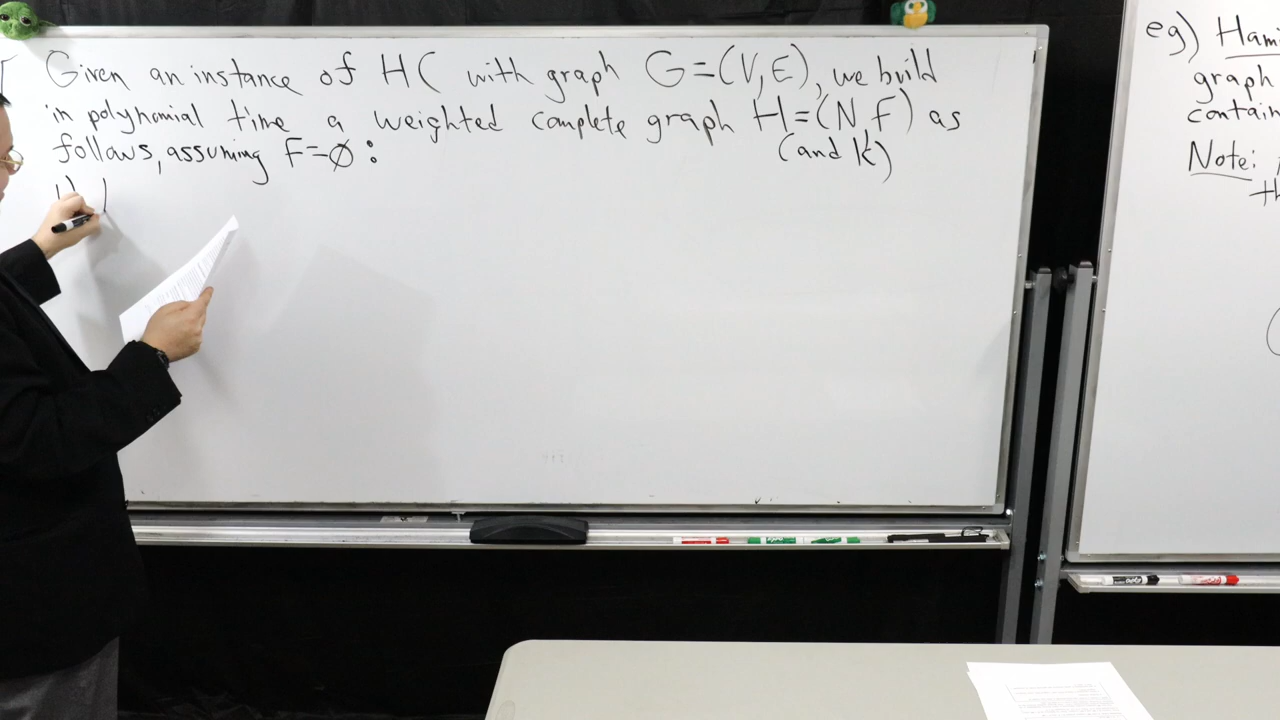 Given an instance of HC with graph G=(V,E), we build
in polynomial time a weighted complete graph H=(N,F) as
follows, assuming F=∅:
(and k)
1)
eg) Hami
graph
contain
Note:
th